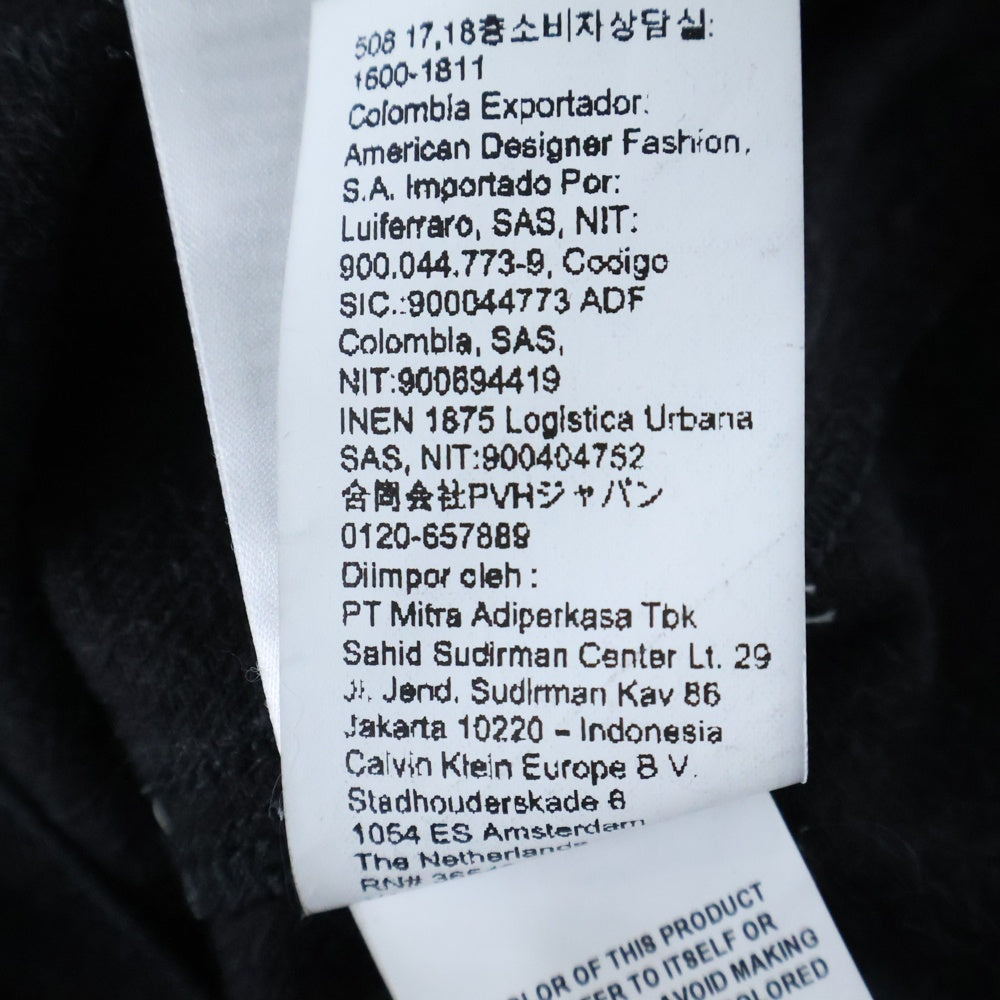 508 17,18층소비자상담실:
1600-1811
Colombia Exportador:
American Designer Fashion,
S.A. Importado Por:
Luiferraro, SAS, NIT:
900.044.773-9, Codigo
SIC.:900044773 ADF
Colombia, SAS,
NIT:900694419
INEN 1875 Logistica Urbana
SAS, NIT:900404752
合同会社PVHジャパン
0120-657889
Diimpor oleh :
PT Mitra Adiperkasa Tbk
Sahid Sudirman Center Lt. 29
Jl. Jend. Sudirman Kav 86
Jakarta 10220 – Indonesia
Calvin Klein Europe B V.
Stadhouderskade 6
1054 ES Amsterdam
The Netherlands
RN#
OF THIS PRODUCT
TO ITSELF OR
AVOID MAKING